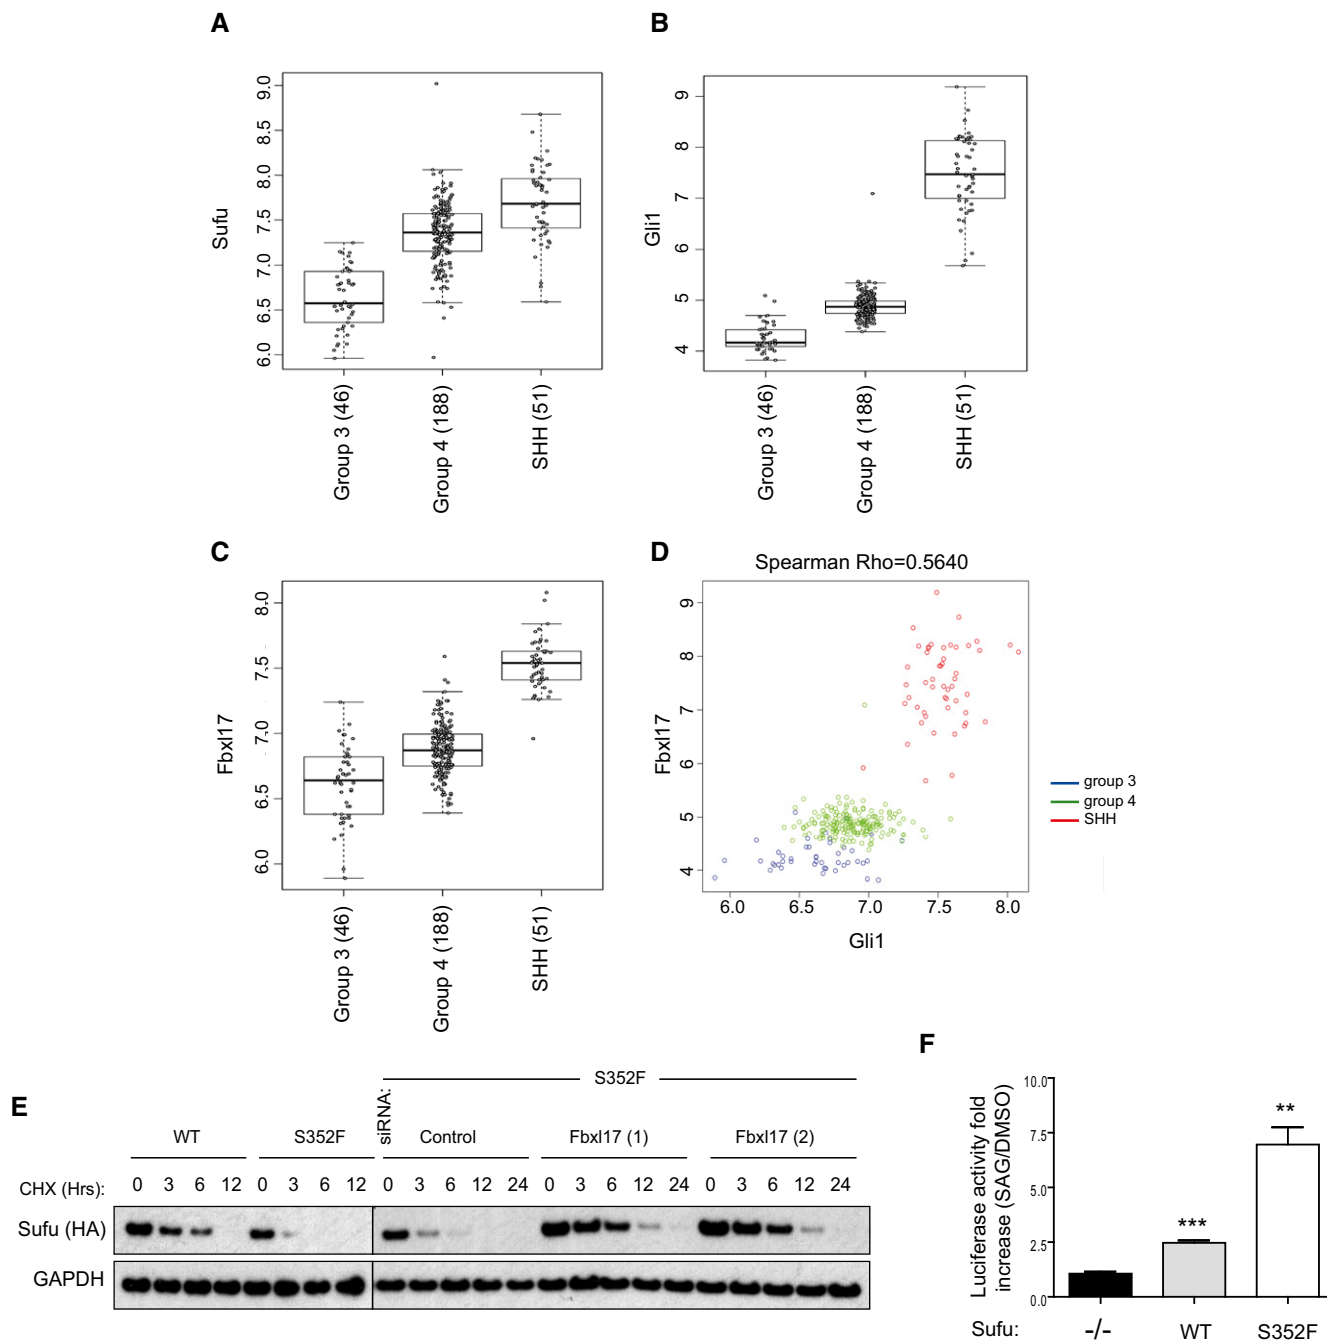 A
B
Sufu
9.0
8.5
8.0
7.5
7.0
6.5
6.0
Group 3 (46)
Group 4 (188)
SHH (51)
Gli1
9
8
7
6
5
4
Group 3 (46)
Group 4 (188)
SHH (51)
C
D
Fbxl17
8.0
7.5
7.0
6.5
6.0
Group 3 (46)
Group 4 (188)
SHH (51)
Spearman Rho=0.5640
Fbxl17
9
8
7
6
5
4
6.0 6.5 7.0 7.5 8.0
Gli1
group 3
group 4
SHH
E
S352F
siRNA:
WT S352F Control Fbxl17 (1) Fbxl17 (2)
CHX (Hrs): 0 3 6 12 0 3 6 12 0 3 6 12 24 0 3 6 12 24 0 3 6 12 24
Sufu (HA)
GAPDH
F
Luciferase activity fold
increase (SAG/DMSO)
10.0
7.5
5.0
2.5
0.0
***
**
Sufu: -/- WT S352F